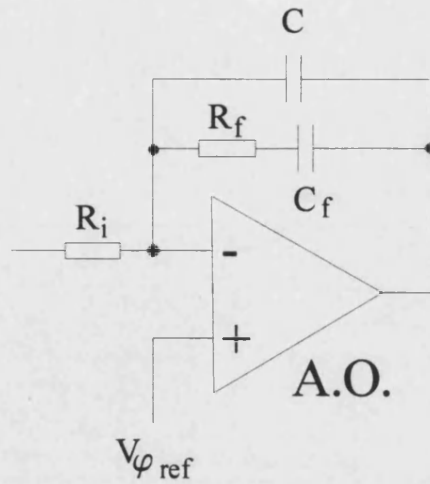 C
R_f
C_f
R_i
-
+
A.O.
V_φ ref